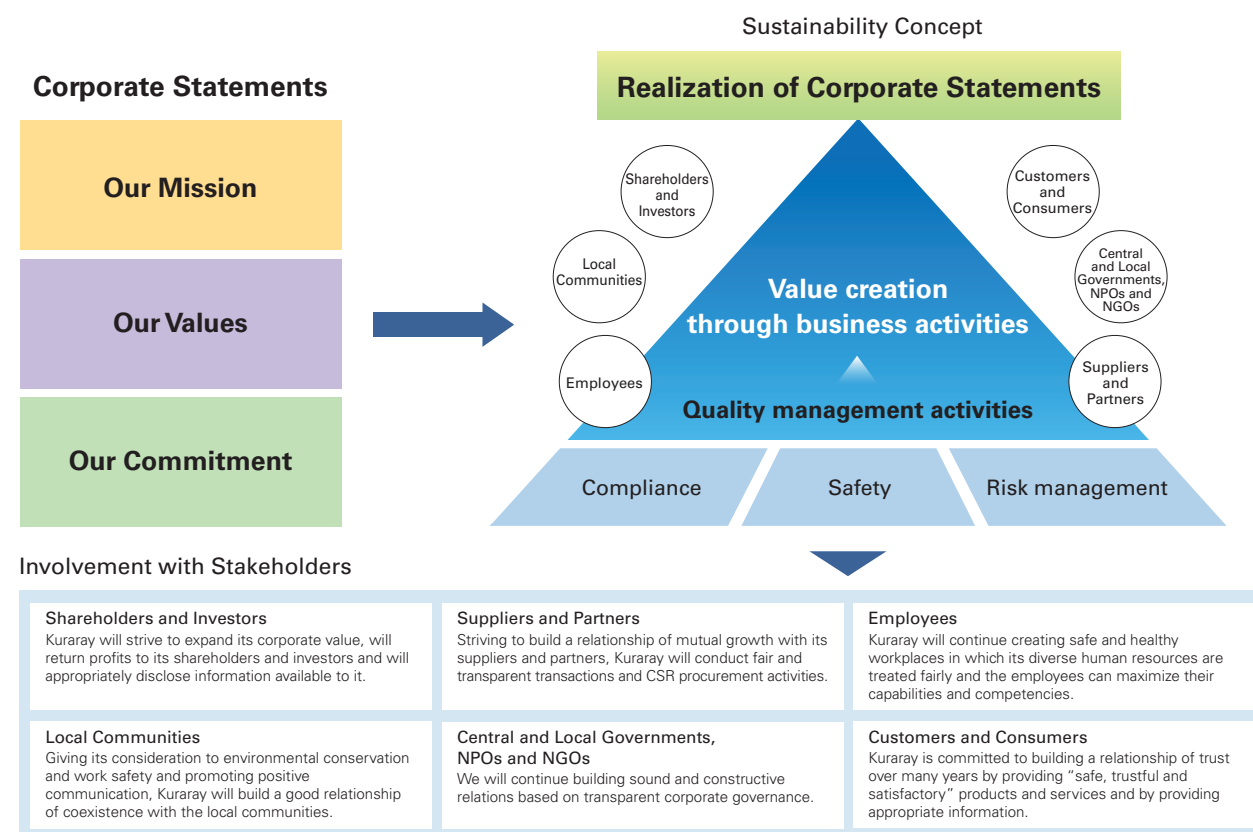 Sustainability Concept
Corporate Statements
Realization of Corporate Statements
Our Mission
Our Values
Our Commitment
Shareholders
and
Investors
Customers
and
Consumers
Local
Communities
Central
and Local
Governments,
NPOs and
NGOs
Employees
Suppliers
and
Partners
Value creation
through business activities
Quality management activities
Compliance
Safety
Risk management
Involvement with Stakeholders
Shareholders and Investors
Kuraray will strive to expand its corporate value, will
return profits to its shareholders and investors and will
appropriately disclose information available to it.
Suppliers and Partners
Striving to build a relationship of mutual growth with its
suppliers and partners, Kuraray will conduct fair and
transparent transactions and CSR procurement activities.
Employees
Kuraray will continue creating safe and healthy
workplaces in which its diverse human resources are
treated fairly and the employees can maximize their
capabilities and competencies.
Local Communities
Giving its consideration to environmental conservation
and work safety and promoting positive
communication, Kuraray will build a good relationship
of coexistence with the local communities.
Central and Local Governments,
NPOs and NGOs
We will continue building sound and constructive
relations based on transparent corporate governance.
Customers and Consumers
Kuraray is committed to building a relationship of trust
over many years by providing “safe, trustful and
satisfactory” products and services and by providing
appropriate information.